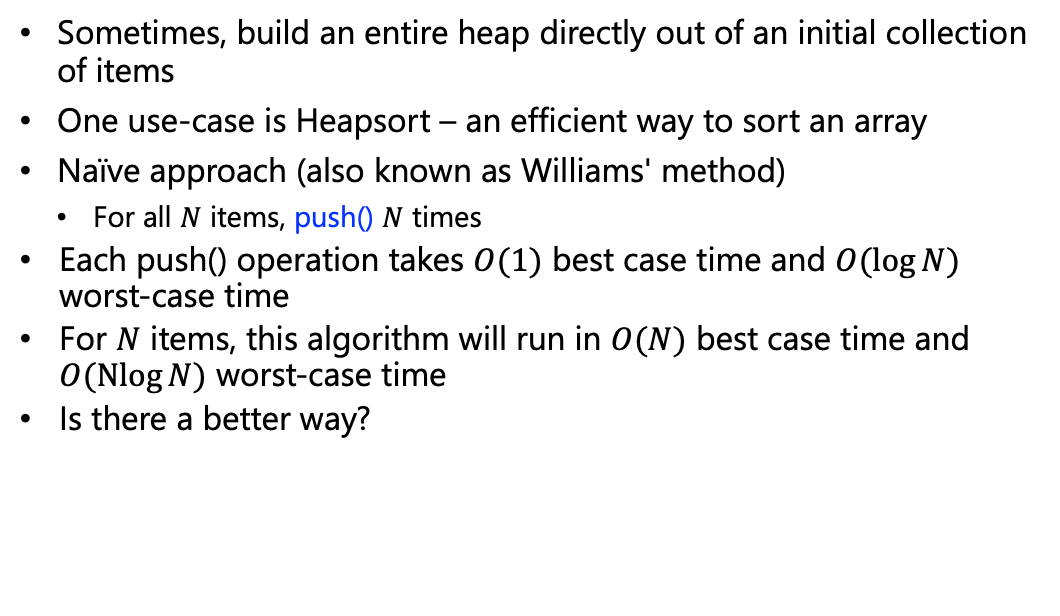 • Sometimes, build an entire heap directly out of an initial collection
of items
• One use-case is Heapsort – an efficient way to sort an array
• Naïve approach (also known as Williams' method)
• For all N items, push() N times
• Each push() operation takes O(1) best case time and O(log N)
worst-case time
• For N items, this algorithm will run in O(N) best case time and
O(Nlog N) worst-case time
• Is there a better way?